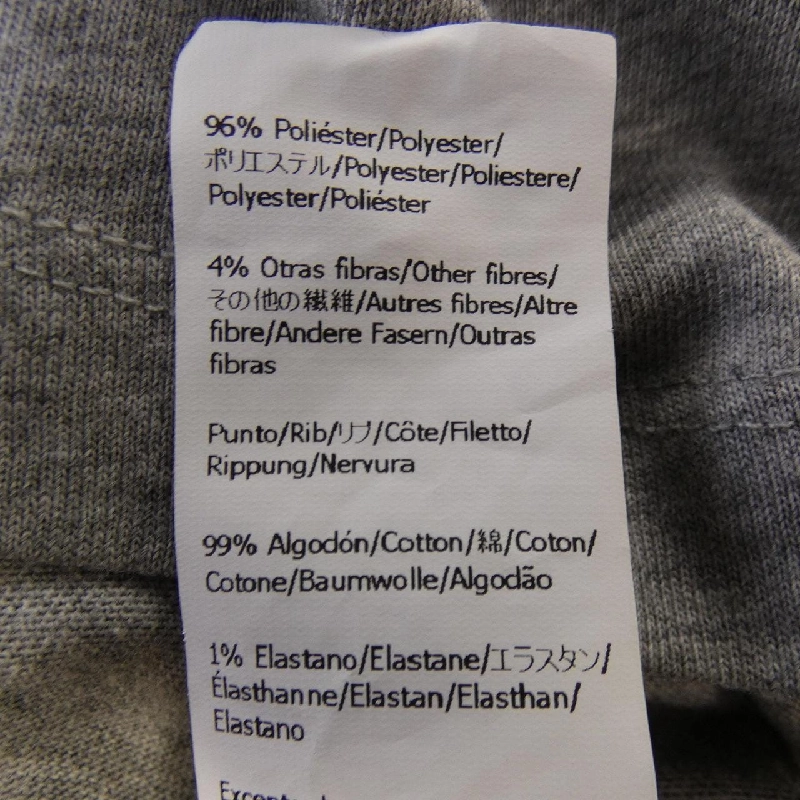 96% Poliéster/Polyester/
ポリエステル/Polyester/Poliestere/
Polyester/Poliéster
4% Otras fibras/Other fibres/
その他の繊維/Autres fibres/Altre
fibre/Andere Fasern/Outras
fibras
Punto/Rib/リブ/Côte/Filetto/
Rippung/Nervura
99% Algodón/Cotton/綿/Coton/
Cotone/Baumwolle/Algodão
1% Elastano/Elastane/エラスタン/
Élasthanne/Elastan/Elasthan/
Elastano